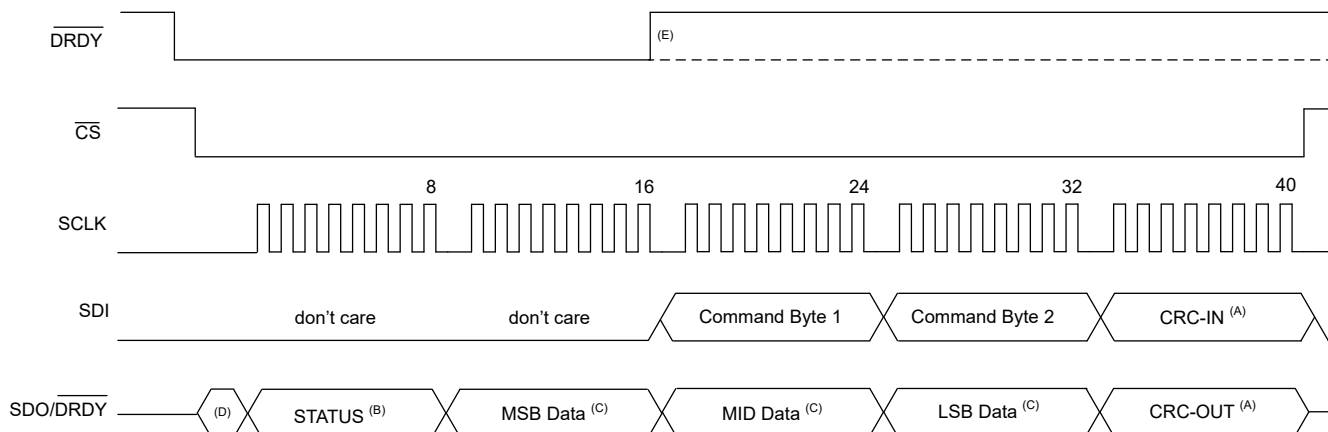 DRDY
(E)
CS
8 16 24 32 40
SCLK
SDI don't care don't care Command Byte 1 Command Byte 2 CRC-IN (A)
SDO/DRDY (D) STATUS (B) MSB Data (C) MID Data (C) LSB Data (C) CRC-OUT (A)